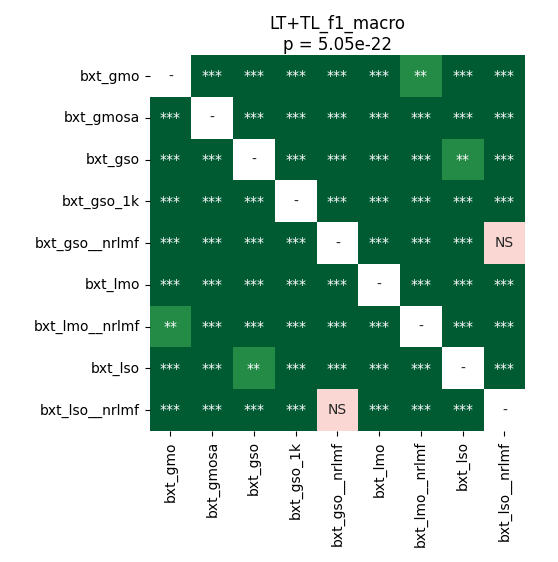 LT+TL_f1_macro
p = 5.05e-22
bxt_gmo - *** *** *** *** *** ** *** ***
bxt_gmosa *** - *** *** *** *** *** *** ***
bxt_gso *** *** - *** *** *** *** ** ***
bxt_gso_1k *** *** *** - *** *** *** *** ***
bxt_gso__nrlmf *** *** *** *** - *** *** *** NS
bxt_lmo *** *** *** *** *** - *** *** ***
bxt_lmo__nrlmf ** *** *** *** *** *** - *** ***
bxt_lso *** *** ** *** *** *** *** - ***
bxt_lso__nrlmf *** *** *** *** NS *** *** *** -
bxt_gmo
bxt_gmosa
bxt_gso
bxt_gso_1k
bxt_gso__nrlmf
bxt_lmo
bxt_lmo__nrlmf
bxt_lso
bxt_lso__nrlmf